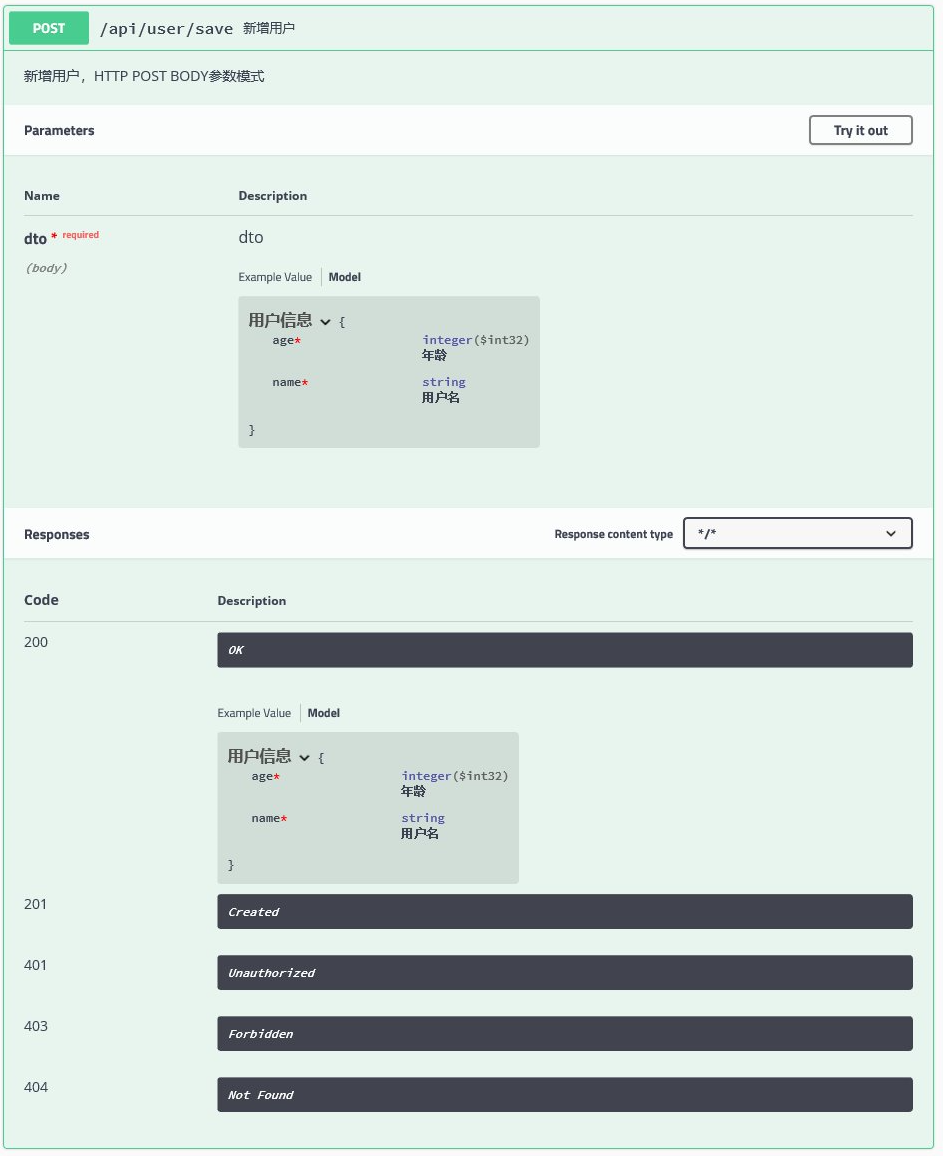 POST /api/user/save 新增用户
新增用户，HTTP POST BODY参数模式
Parameters Try it out
Name Description
dto * required dto
(body)
Example Value Model
用户信息 {
age* integer($int32)
年龄
name* string
用户名
}
Responses Response content type */*
Code Description
200 OK
Example Value Model
用户信息 {
age* integer($int32)
年龄
name* string
用户名
}
201 Created
401 Unauthorized
403 Forbidden
404 Not Found